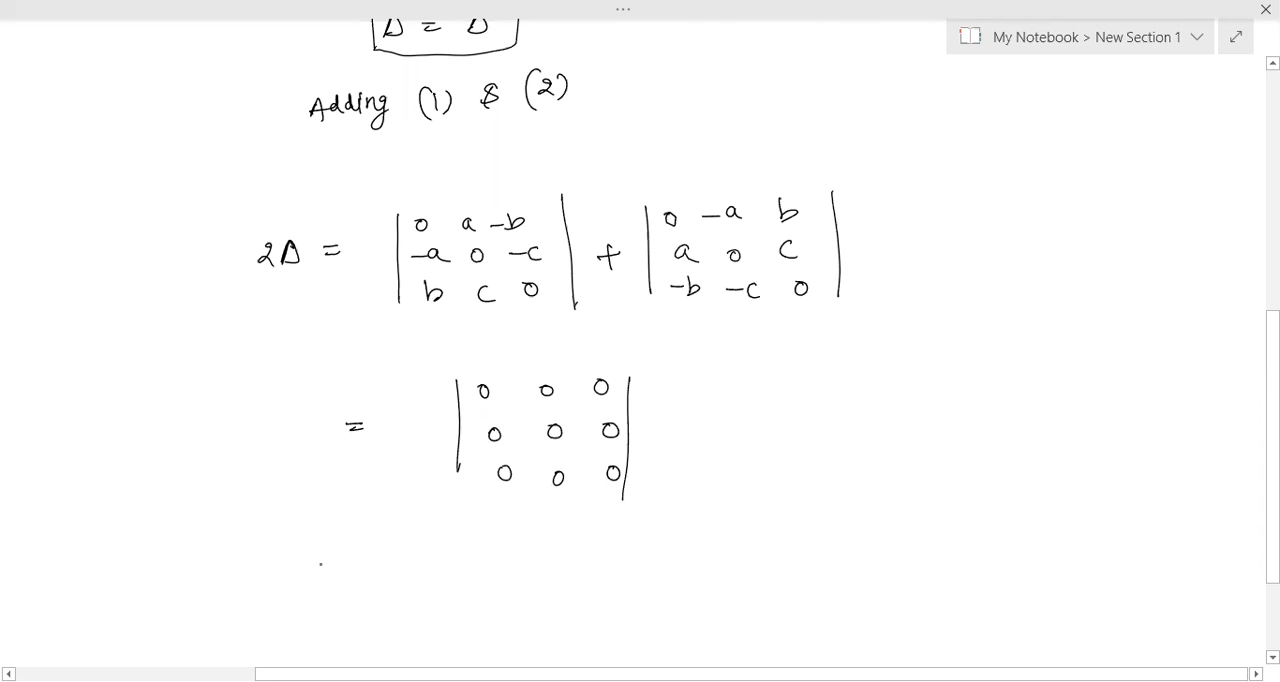 ...
My Notebook > New Section 1
Δ = Δ
Adding (1) & (2)
2Δ = | 0 a -b | + | 0 -a b |
| -a 0 -c | | a 0 c |
| b c 0 | | -b -c 0 |
= | 0 0 0 |
| 0 0 0 |
| 0 0 0 |